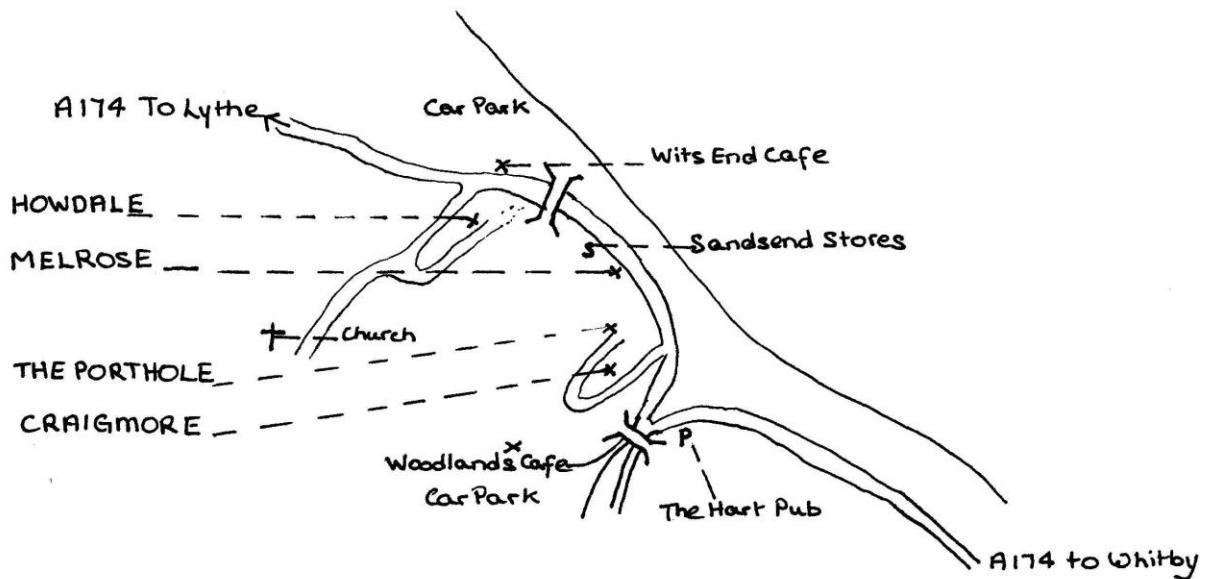 A174 To Lythe
Car Park
Wits End Cafe
HOWDALE
MELROSE
S
Sandsend Stores
Church
THE PORTHOLE
CRAIGMORE
P
Woodlands Cafe
Car Park
The Hart Pub
A174 to Whitby